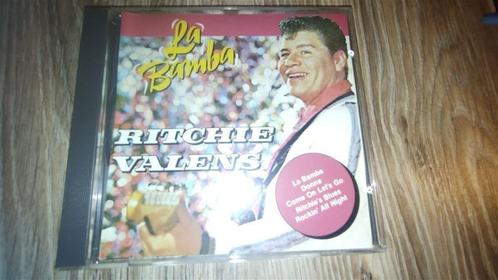 La
Bamba
RITCHIE
VALENS
La Bamba
Donna
Come On Let's Go
Ritchie's Blues
Rockin' All Night